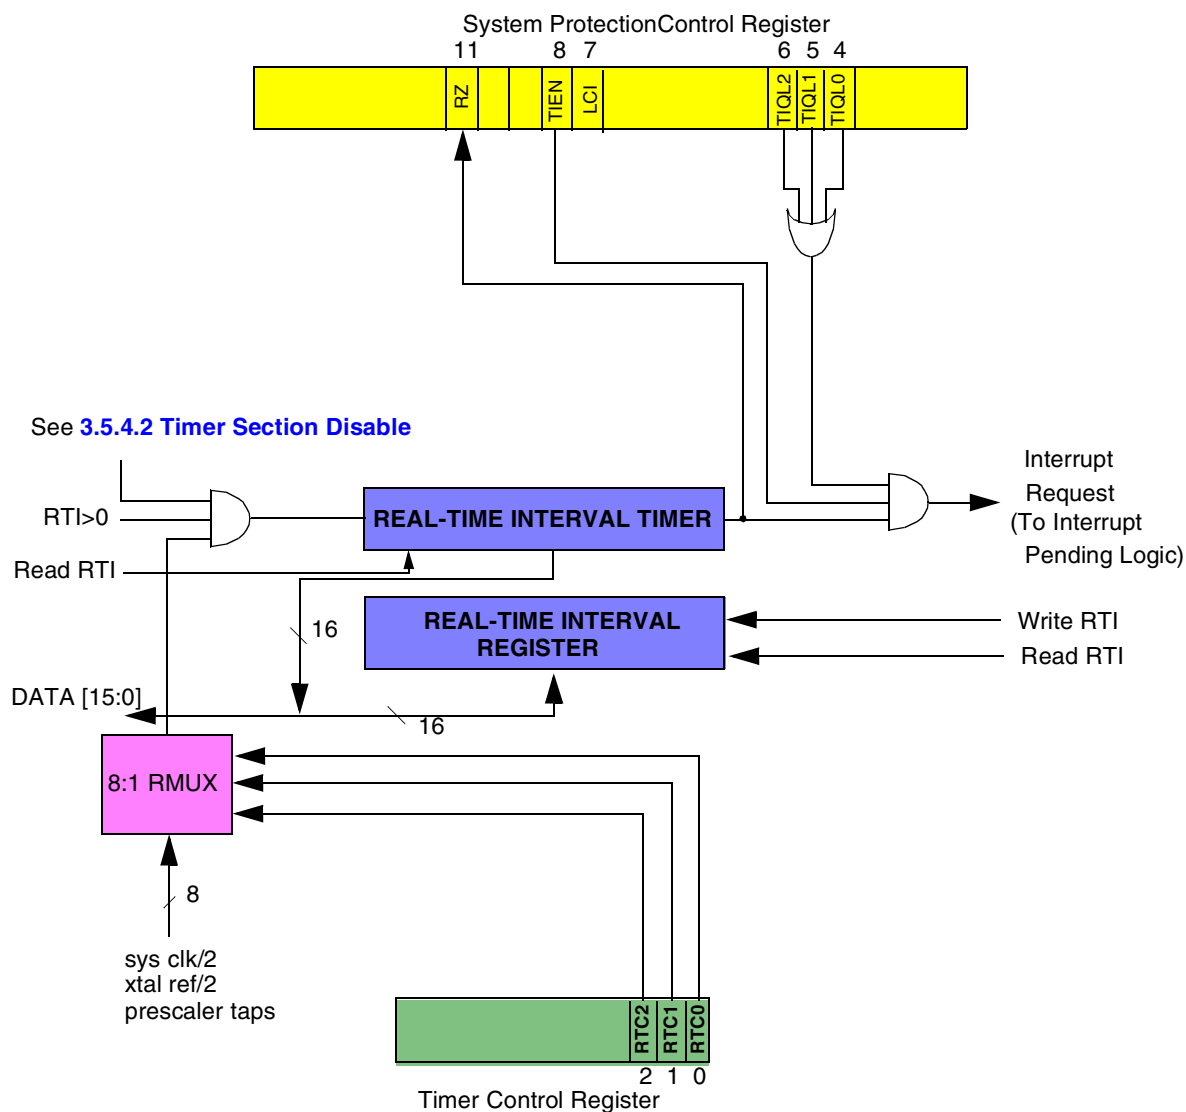 System ProtectionControl Register
11 8 7 6 5 4
RZ TIEN LCI TIQL2 TIQL1 TIQL0
See 3.5.4.2 Timer Section Disable
RTI>0
Read RTI
REAL-TIME INTERVAL TIMER
Interrupt
Request
(To Interrupt
Pending Logic)
16
REAL-TIME INTERVAL
REGISTER
Write RTI
Read RTI
DATA [15:0]
16
8:1 RMUX
8
sys clk/2
xtal ref/2
prescaler taps
RTC2 RTC1 RTC0
2 1 0
Timer Control Register